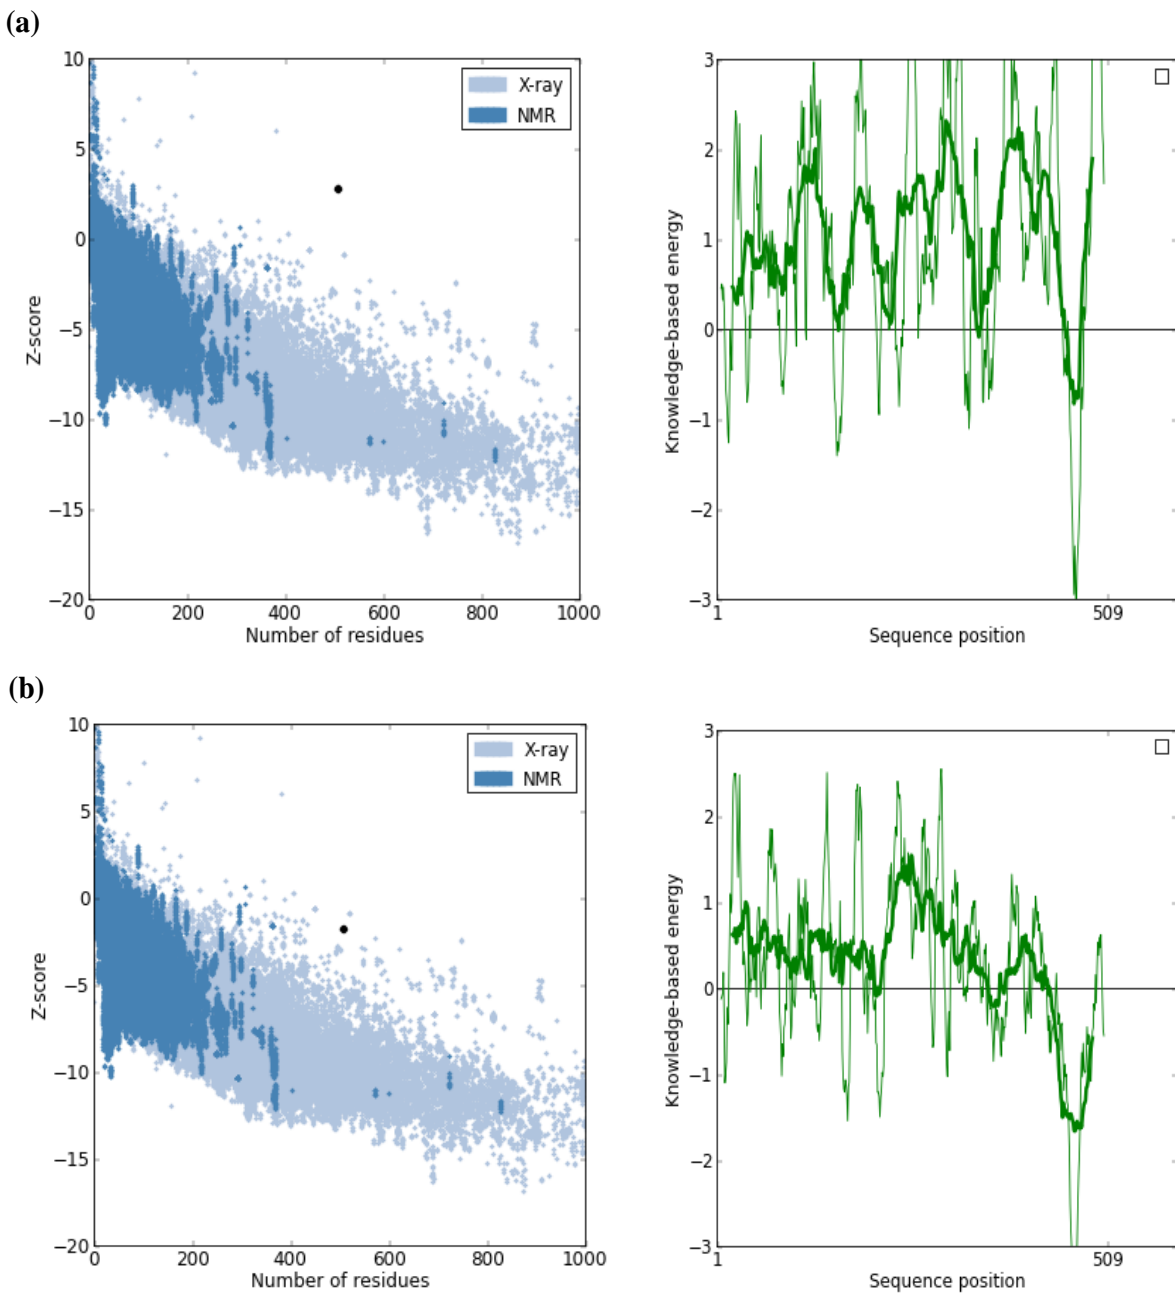 (a)
10
5
0
−5
−10
−15
−20
Z-score
X-ray
NMR
0 200 400 600 800 1000
Number of residues
3
2
1
0
−1
−2
−3
Knowledge-based energy
1 509
Sequence position
(b)
10
5
0
−5
−10
−15
−20
Z-score
X-ray
NMR
0 200 400 600 800 1000
Number of residues
3
2
1
0
−1
−2
−3
Knowledge-based energy
1 509
Sequence position